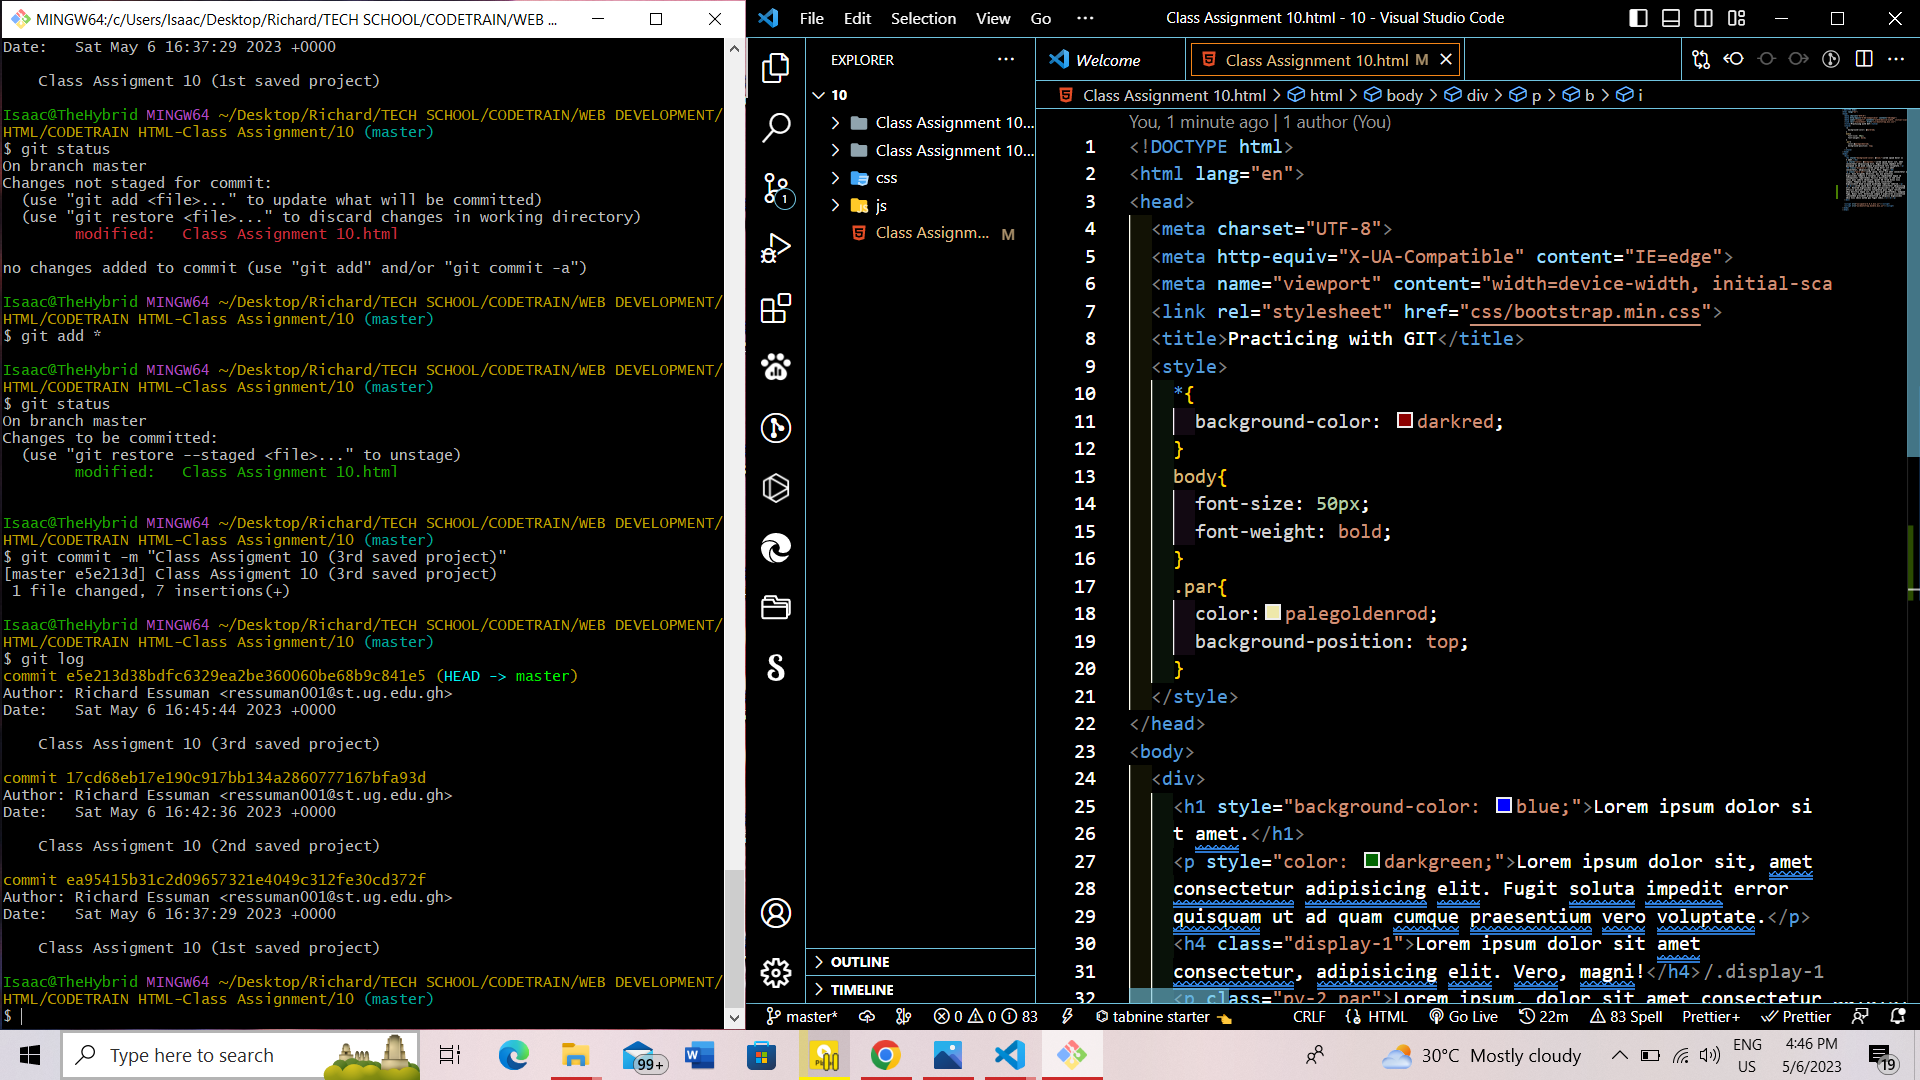 MINGW64:/c/Users/Isaac/Desktop/Richard/TECH SCHOOL/CODETRAIN/WEB ...
Date:   Sat May 6 16:37:29 2023 +0000
    Class Assigment 10 (1st saved project)
Isaac@TheHybrid MINGW64 ~/Desktop/Richard/TECH SCHOOL/CODETRAIN/WEB DEVELOPMENT/
HTML/CODETRAIN HTML-Class Assignment/10 (master)
$ git status
On branch master
Changes not staged for commit:
  (use "git add <file>..." to update what will be committed)
  (use "git restore <file>..." to discard changes in working directory)
        modified:   Class Assignment 10.html
no changes added to commit (use "git add" and/or "git commit -a")
Isaac@TheHybrid MINGW64 ~/Desktop/Richard/TECH SCHOOL/CODETRAIN/WEB DEVELOPMENT/
HTML/CODETRAIN HTML-Class Assignment/10 (master)
$ git add *
Isaac@TheHybrid MINGW64 ~/Desktop/Richard/TECH SCHOOL/CODETRAIN/WEB DEVELOPMENT/
HTML/CODETRAIN HTML-Class Assignment/10 (master)
$ git status
On branch master
Changes to be committed:
  (use "git restore --staged <file>..." to unstage)
        modified:   Class Assignment 10.html
Isaac@TheHybrid MINGW64 ~/Desktop/Richard/TECH SCHOOL/CODETRAIN/WEB DEVELOPMENT/
HTML/CODETRAIN HTML-Class Assignment/10 (master)
$ git commit -m "Class Assigment 10 (3rd saved project)"
[master e5e213d] Class Assigment 10 (3rd saved project)
 1 file changed, 7 insertions(+)
Isaac@TheHybrid MINGW64 ~/Desktop/Richard/TECH SCHOOL/CODETRAIN/WEB DEVELOPMENT/
HTML/CODETRAIN HTML-Class Assignment/10 (master)
$ git log
commit e5e213d38bdfc6329ea2be360060be68b9c841e5 (HEAD -> master)
Author: Richard Essuman <ressuman001@st.ug.edu.gh>
Date:   Sat May 6 16:45:44 2023 +0000
    Class Assigment 10 (3rd saved project)
commit 17cd68eb17e190c917bb134a2860777167bfa93d
Author: Richard Essuman <ressuman001@st.ug.edu.gh>
Date:   Sat May 6 16:42:36 2023 +0000
    Class Assigment 10 (2nd saved project)
commit ea95415b31c2d09657321e4049c312fe30cd372f
Author: Richard Essuman <ressuman001@st.ug.edu.gh>
Date:   Sat May 6 16:37:29 2023 +0000
    Class Assigment 10 (1st saved project)
Isaac@TheHybrid MINGW64 ~/Desktop/Richard/TECH SCHOOL/CODETRAIN/WEB DEVELOPMENT/
HTML/CODETRAIN HTML-Class Assignment/10 (master)
$
File Edit Selection View Go ··· Class Assignment 10.html - 10 - Visual Studio Code
EXPLORER ···
10
Class Assignment 10...
Class Assignment 10...
css
js
Class Assignm... M
OUTLINE
TIMELINE
1
Welcome Class Assignment 10.html M
Class Assignment 10.html > html > body > div > p > b > i
You, 1 minute ago | 1 author (You)
1 <!DOCTYPE html>
2 <html lang="en">
3 <head>
4 <meta charset="UTF-8">
5 <meta http-equiv="X-UA-Compatible" content="IE=edge">
6 <meta name="viewport" content="width=device-width, initial-sca
7 <link rel="stylesheet" href="css/bootstrap.min.css">
8 <title>Practicing with GIT</title>
9 <style>
10 *{
11 background-color: darkred;
12 }
13 body{
14 font-size: 50px;
15 font-weight: bold;
16 }
17 .par{
18 color: palegoldenrod;
19 background-position: top;
20 }
21 </style>
22 </head>
23 <body>
24 <div>
25 <h1 style="background-color: blue;">Lorem ipsum dolor si
26 t amet.</h1>
27 <p style="color: darkgreen;">Lorem ipsum dolor sit, amet
28 consectetur adipisicing elit. Fugit soluta impedit error
29 quisquam ut ad quam cumque praesentium vero voluptate.</p>
30 <h4 class="display-1">Lorem ipsum dolor sit amet
31 consectetur, adipisicing elit. Vero, magni!</h4>/.display-1
32 <p class="py-2 par">Lorem ipsum, dolor sit amet consectetur
master* 0 0 83 tabnine starter CRLF HTML Go Live 22m 83 Spell Prettier+ Prettier
Type here to search 99+ 30°C Mostly cloudy ENG US 4:46 PM 5/6/2023 19